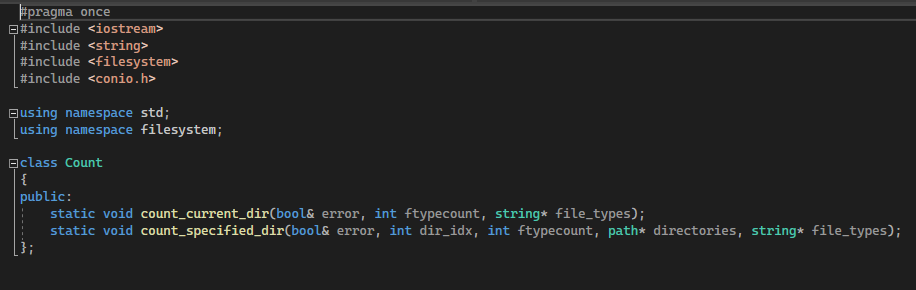 #pragma once
#include <iostream>
#include <string>
#include <filesystem>
#include <conio.h>
using namespace std;
using namespace filesystem;
class Count
{
public:
static void count_current_dir(bool& error, int ftypecount, string* file_types);
static void count_specified_dir(bool& error, int dir_idx, int ftypecount, path* directories, string* file_types);
};